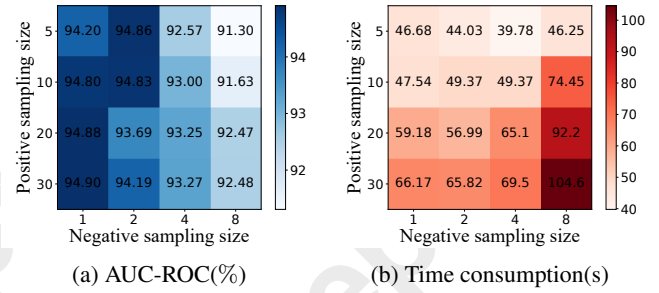 Positive sampling size
5 94.20 94.86 92.57 91.30
10 94.80 94.83 93.00 91.63
20 94.88 93.69 93.25 92.47
30 94.90 94.19 93.27 92.48
1 2 4 8
Negative sampling size
94
93
92
(a) AUC-ROC(%)
Positive sampling size
5 46.68 44.03 39.78 46.25
10 47.54 49.37 49.37 74.45
20 59.18 56.99 65.1 92.2
30 66.17 65.82 69.5 104.6
1 2 4 8
Negative sampling size
100
90
80
70
60
50
40
(b) Time consumption(s)